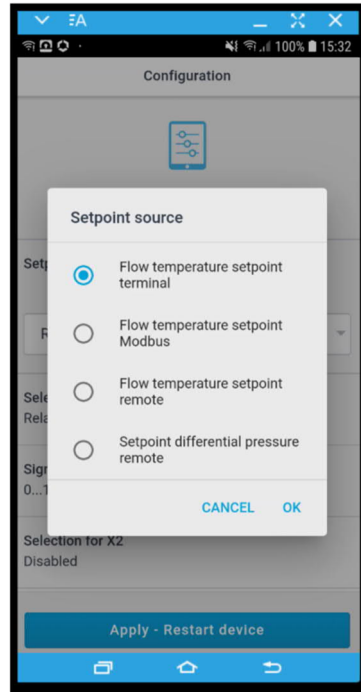 100% 15:32
Configuration
Setpoint source
Flow temperature setpoint
terminal
Flow temperature setpoint
Modbus
Flow temperature setpoint
remote
Setpoint differential pressure
remote
CANCEL OK
Selection for X2
Disabled
Apply - Restart device